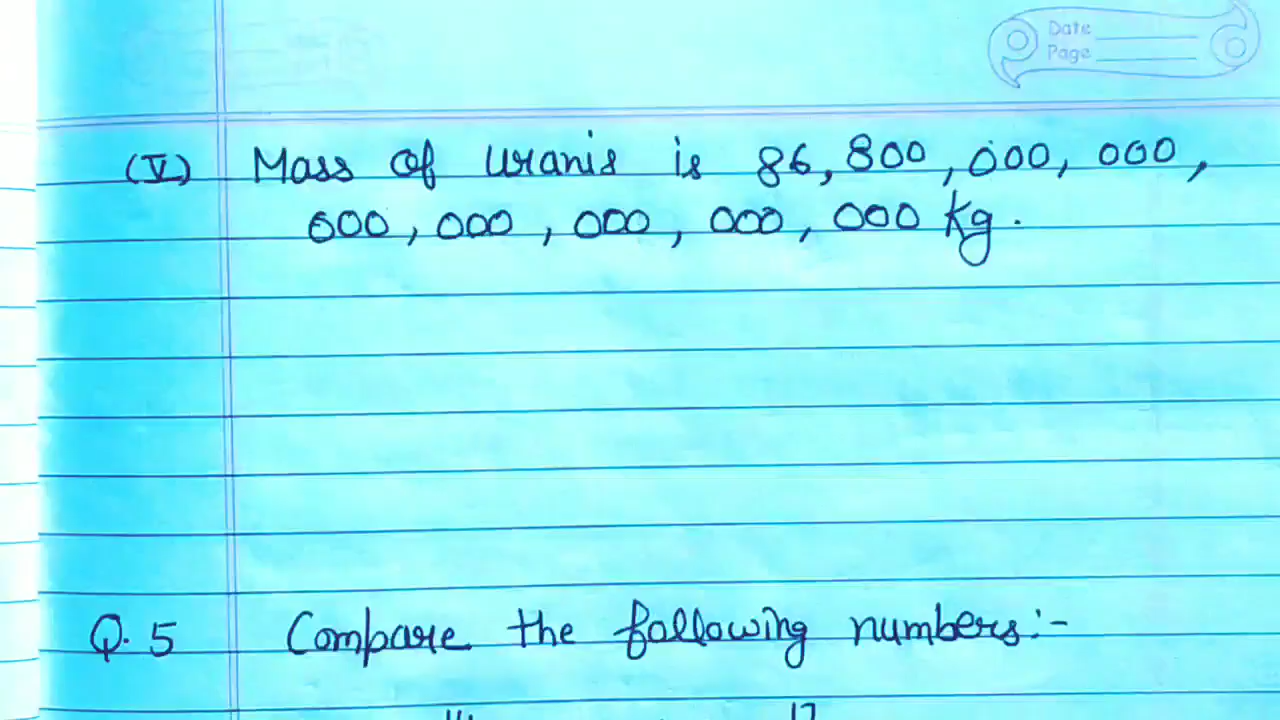 Date
Page
(V) Mass of Uranis is 86,800,000,000,
000,000,000,000,000 Kg.
Q.5 Compare the following numbers:-